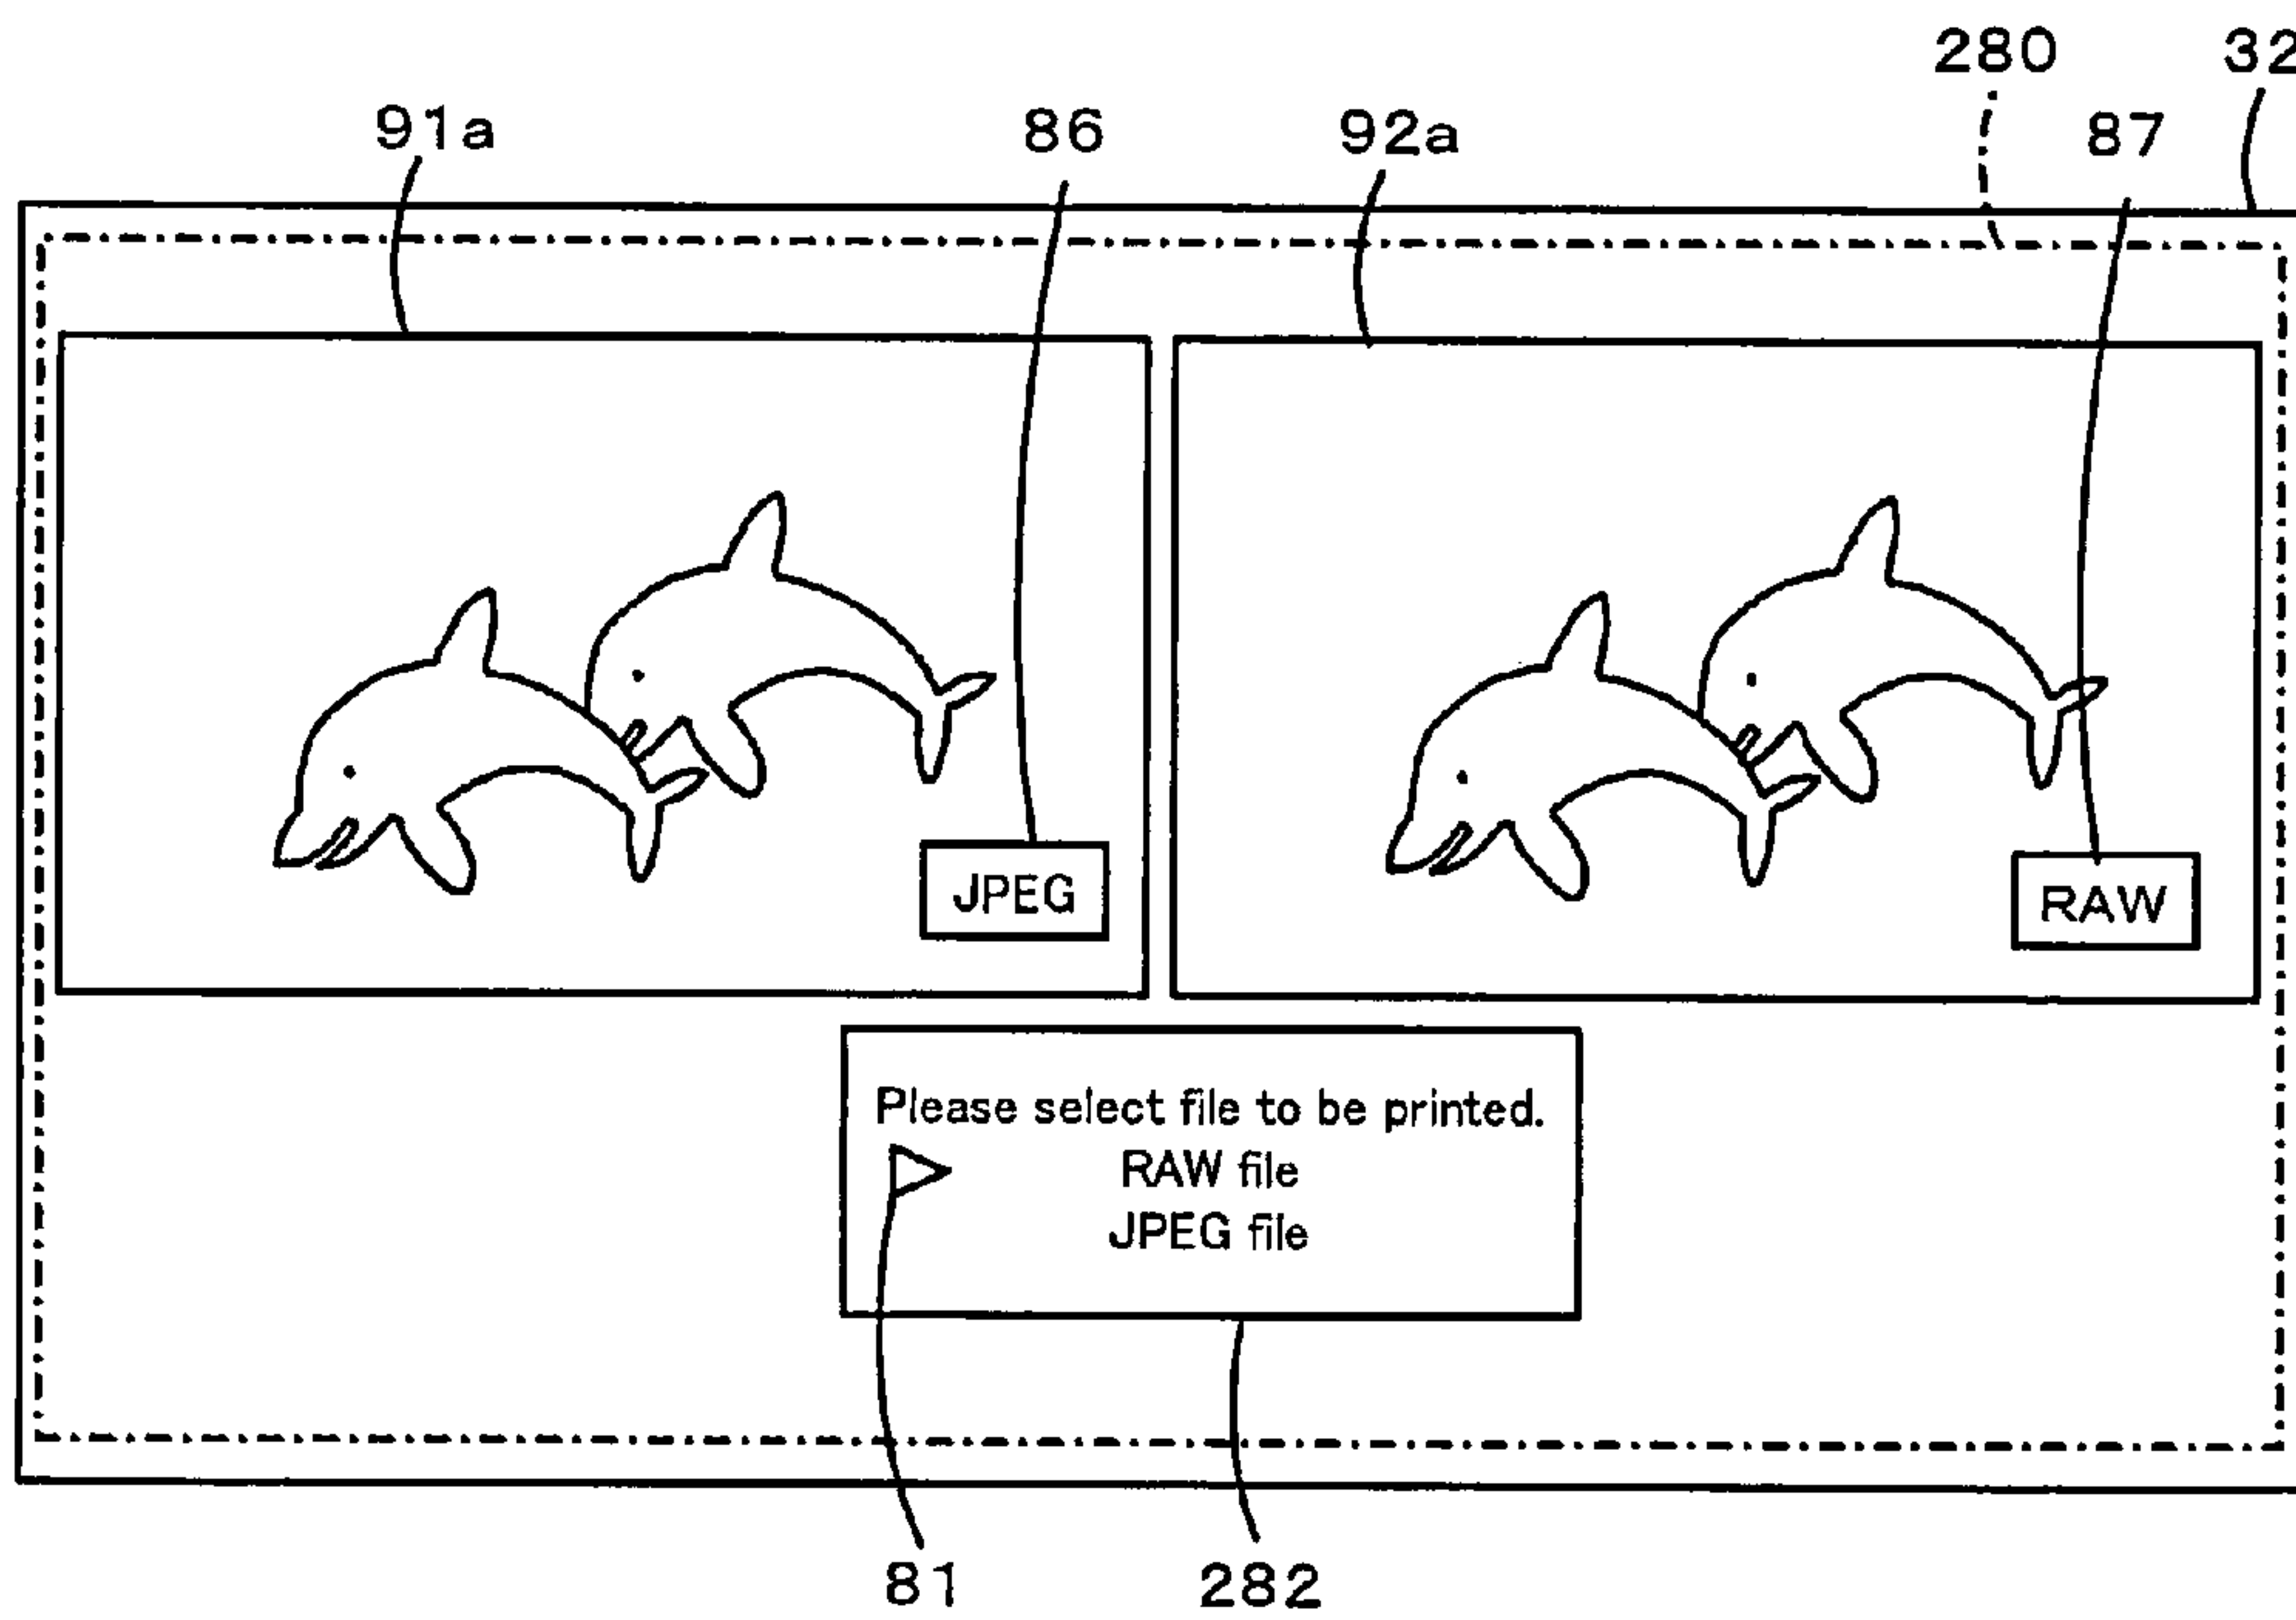 280
32
91a
86
92a
87
JPEG
RAW
Please select file to be printed.
RAW file
JPEG file
81
282